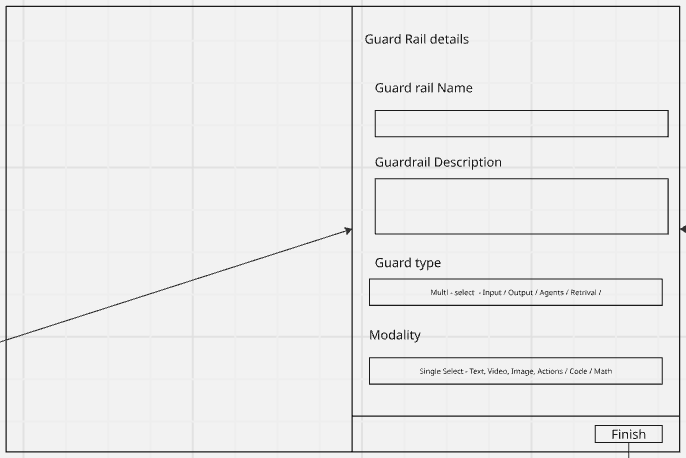 Guard Rail details
Guard rail Name
Guardrail Description
Guard type
Multi - select - Input / Output / Agents / Retrival /
Modality
Single Select - Text, Video, Image, Actions / Code / Math
Finish